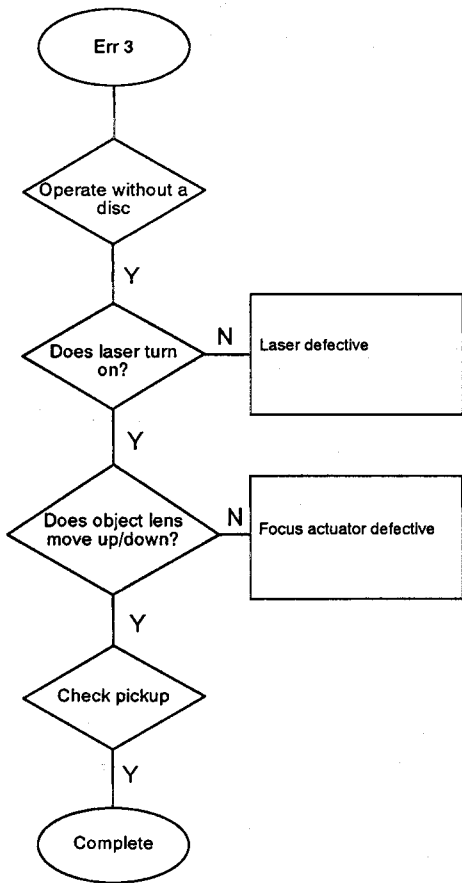 Err 3
Operate without a
disc
Y
Does laser turn
on?
N
Laser defective
Y
Does object lens
move up/down?
N
Focus actuator defective
Y
Check pickup
Y
Complete